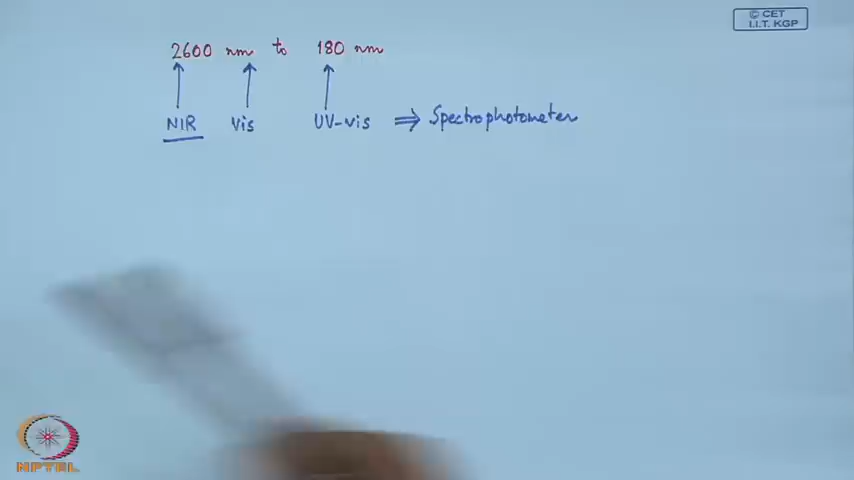 © CET
I.I.T. KGP
2600 nm to 180 nm
NIR Vis UV-vis ⇒ Spectrophotometer
NPTEL